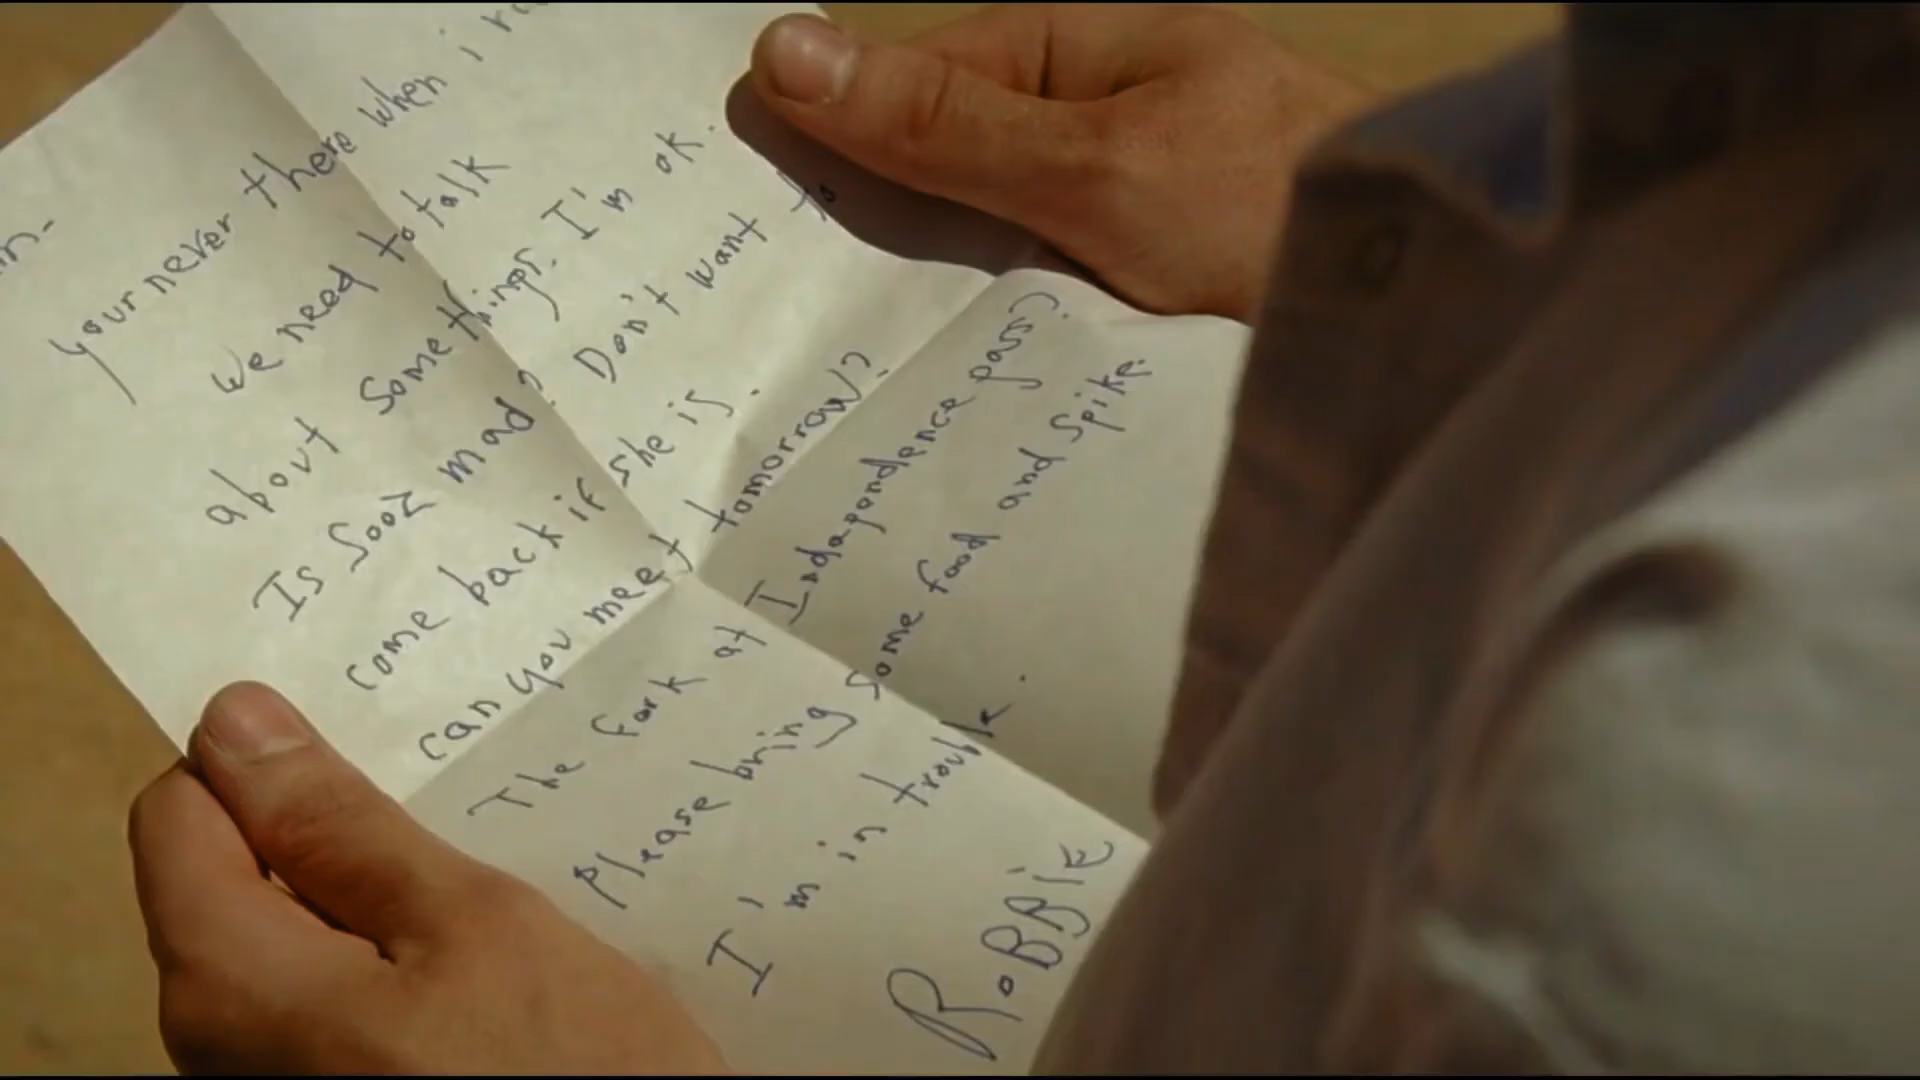 your never there when i
we need to talk
about some things. I'm ok.
Is Sooz mad? Don't want to
come back if she is.
can you meet tomorrow?
The fork at Indapendence pass?
Please bring some food and Spike.
I'm in trouble.
RoBBiE